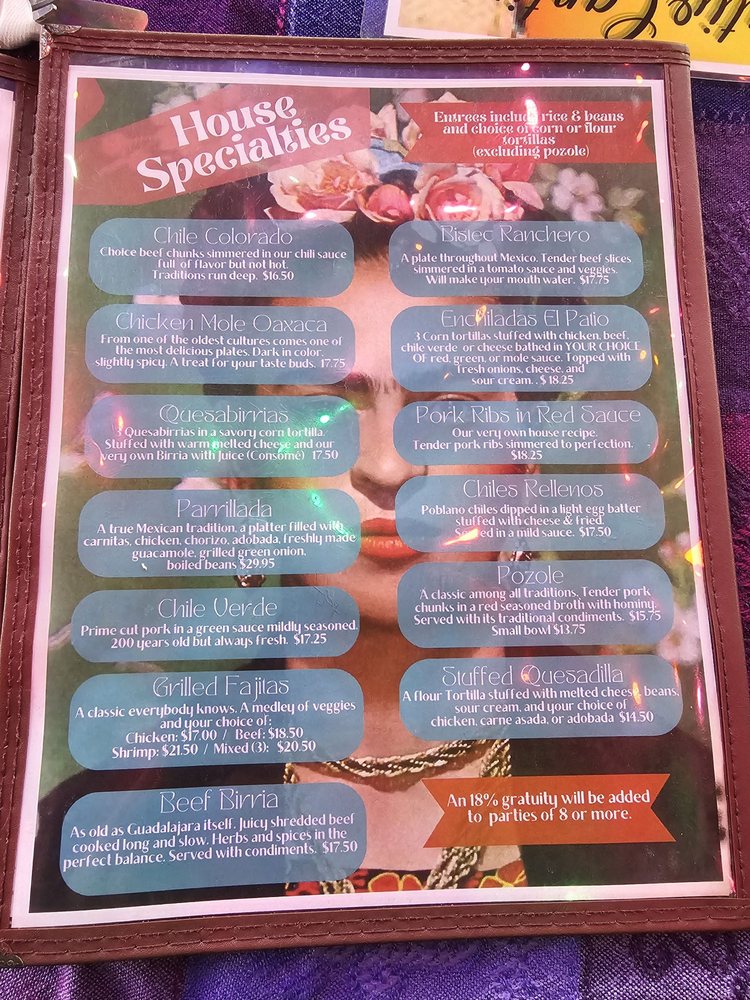 House
Specialties
Entrees include rice & beans
and choice of corn or flour
torzillas
(excluding pozole)
Chile Colorado
Choice beef chunks simmered in our chili sauce
full of flavor but not hot.
Traditions run deep. $16.50
Chicken Mole Oaxaca
From one of the oldest cultures comes one of
the most delicious plates. Dark in color,
slightly spicy. A treat for your taste buds. 17.75
Quesabirrias
3 Quesabirrias in a savory corn tortilla.
Stuffed with warm melted cheese and our
very own Birria with Juice (Consomé) 17.50
Parrillada
A true Mexican tradition, a platter filled with
carnitas, chicken, chorizo, adobada, freshly made
guacamole, grilled green onion,
boiled beans $29.95
Chile Verde
Prime cut pork in a green sauce mildly seasoned.
200 years old but always fresh. $17.25
Grilled Fajitas
A classic everybody knows. A medley of veggies
and your choice of:
Chicken: $17.00 / Beef: $18.50
Shrimp: $21.50 / Mixed (3): $20.50
Beef Birria
As old as Guadalajara itself. Juicy shredded beef
cooked long and slow. Herbs and spices in the
perfect balance. Served with condiments. $17.50
Bistec Ranchero
A plate throughout Mexico. Tender beef slices
simmered in a tomato sauce and veggies.
Will make your mouth water. $17.75
Enchiladas El Patio
3 Corn tortillas stuffed with chicken, beef,
chile verde or cheese bathed in YOUR CHOICE
OF red, green, or mole sauce. Topped with
fresh onions, cheese, and
sour cream. . $ 18.25
Pork Ribs in Red Sauce
Our very own house recipe.
Tender pork ribs simmered to perfection.
$18.25
Chiles Rellenos
Poblano chiles dipped in a light egg batter
stuffed with cheese & fried.
Served in a mild sauce. $17.50
Pozole
A classic among all traditions. Tender pork
chunks in a red seasoned broth with hominy.
Served with its traditional condiments. $15.75
Small bowl $13.75
Stuffed Quesadilla
A flour Tortilla stuffed with melted cheese, beans,
sour cream, and your choice of
chicken, carne asada, or adobada $14.50
An 18% gratuity will be added
to parties of 8 or more.